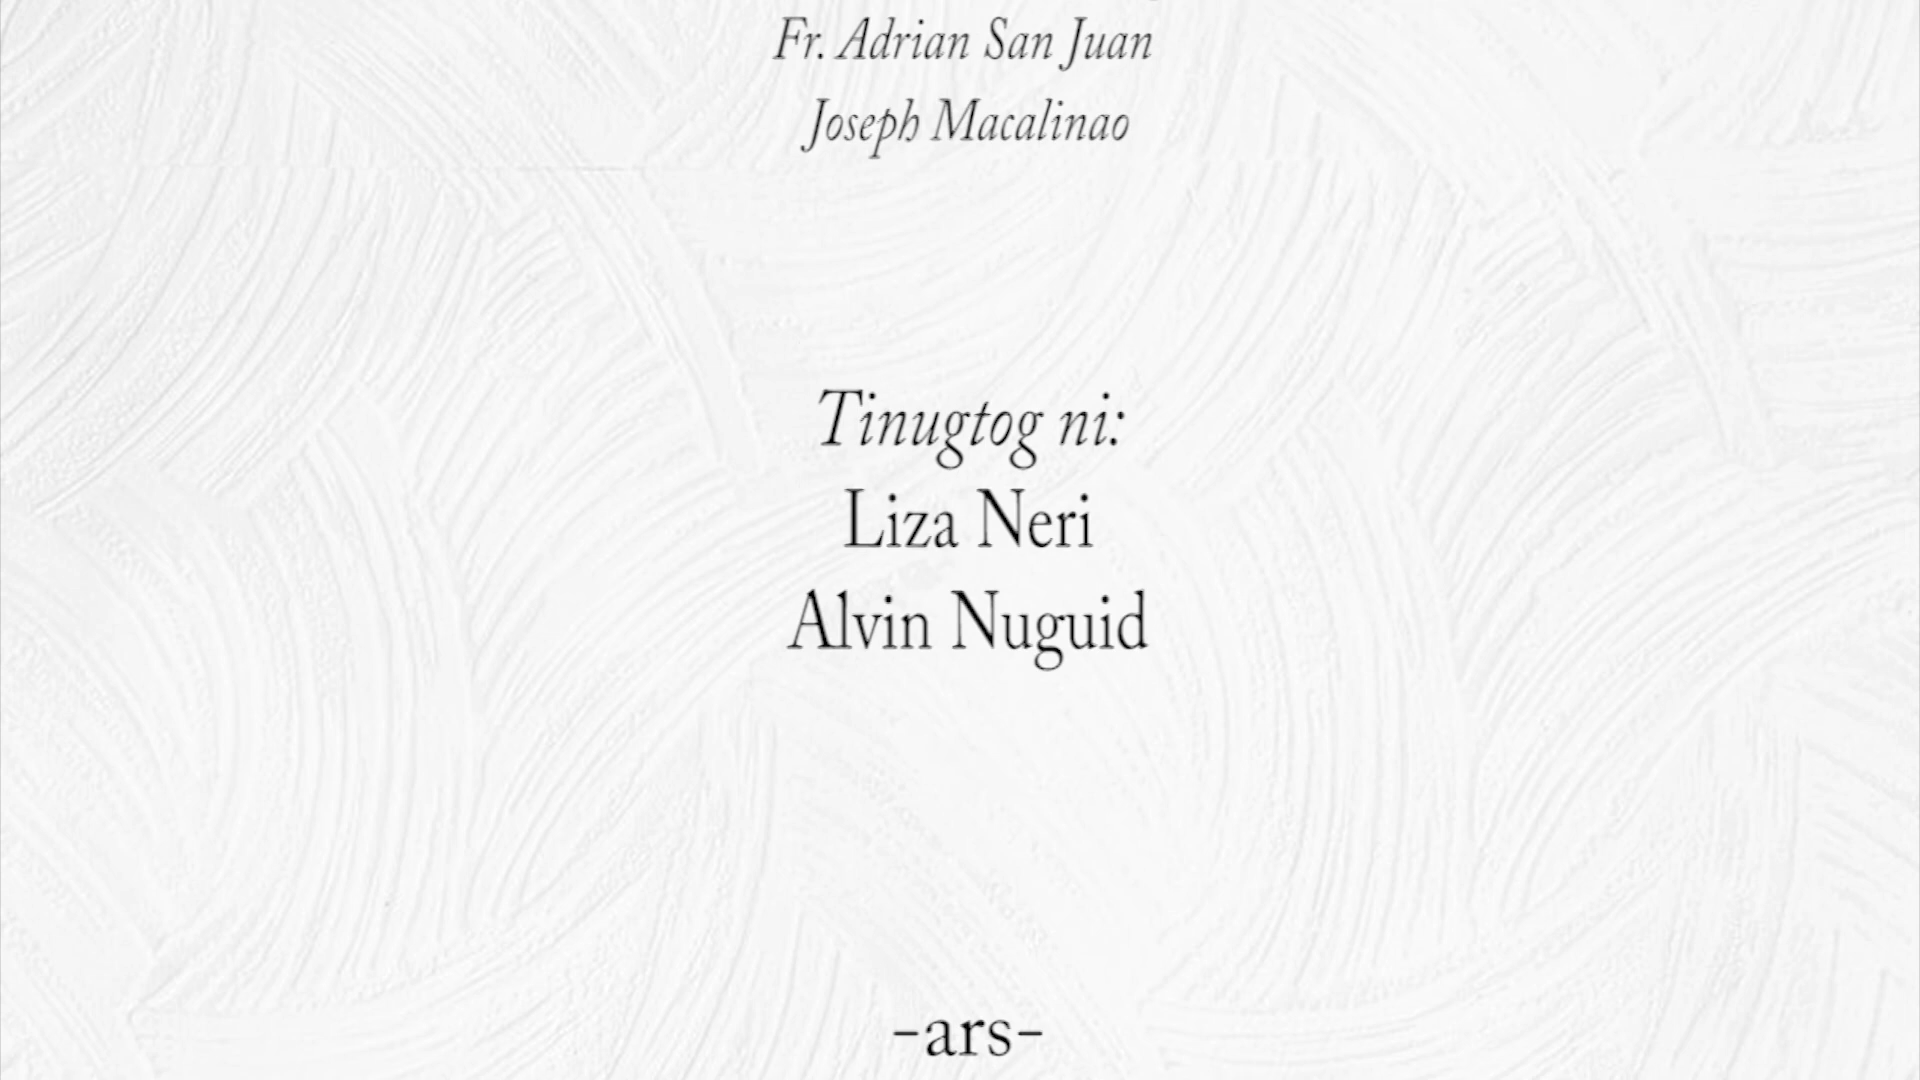 Fr. Adrian San Juan
Joseph Macalinao
Tinugtog ni:
Liza Neri
Alvin Nuguid
-ars-